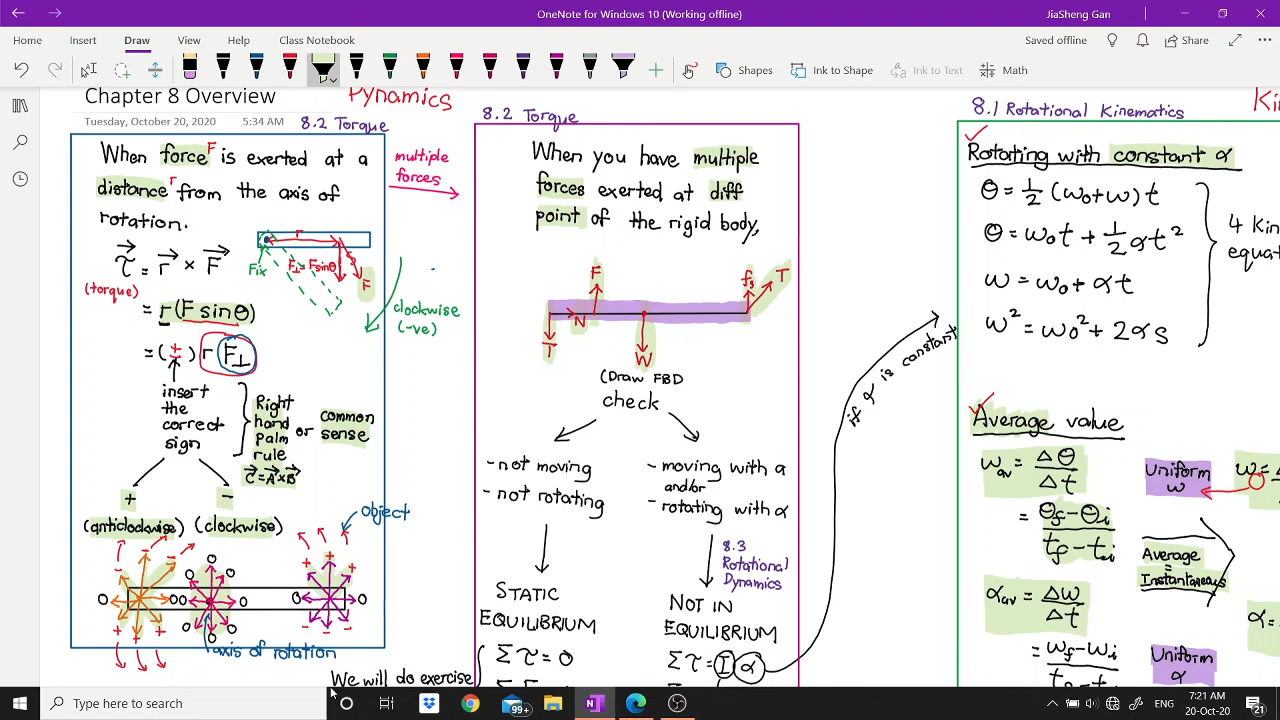 OneNote for Windows 10 (Working offline)
JiaSheng Gan
Home
Insert
Draw
View
Help
Class Notebook
Saved offline
Share
Shape
Ink to Shape
Ink to Text
Math
Chapter 8 Overview
Tuesday, October 20, 2020
5:34 AM
Dynamics
8.2 Torque
When force F is exerted at a
distance r from the axis of
rotation.
τ = r × F
(torque)
= r(F sinθ)
= (±) r F⊥
r
Fix
F⊥ = F sinθ
F
clockwise
(-ve)
insert
the
correct
sign
Right
hand
palm
rule
or
common
sense
τ = A × B
+
-
(anticlockwise)
(clockwise)
object
axis of rotation
We will do exercise
multiple
forces
8.2 Torque
When you have multiple
forces exerted at diff
point of the rigid body,
F
fs
T
N
W
(Draw FBD
check
-not moving
-not rotating
- moving with a
and/or
- rotating with α
8.3
Rotational
Dynamics
STATIC
EQUILIBRIUM
Στ = 0
NOT IN
EQUILIBRIUM
Στ = Iα
if α is constant
8.1 Rotational Kinematics
Rotating with constant α
θ = 1/2 (ω0+ω)t
θ = ω0t + 1/2 αt²
ω = ω0 + αt
ω² = ω0² + 2αs
4 Kin
equat
Average value
ωav = Δθ/Δt
= θf-θi/tf-ti
Uniform
ω
Average
=
Instantaneous
αav = Δω/Δt
= ωf-ωi
Uniform
α
Type here to search
99+
7:21 AM
20-Oct-20
21